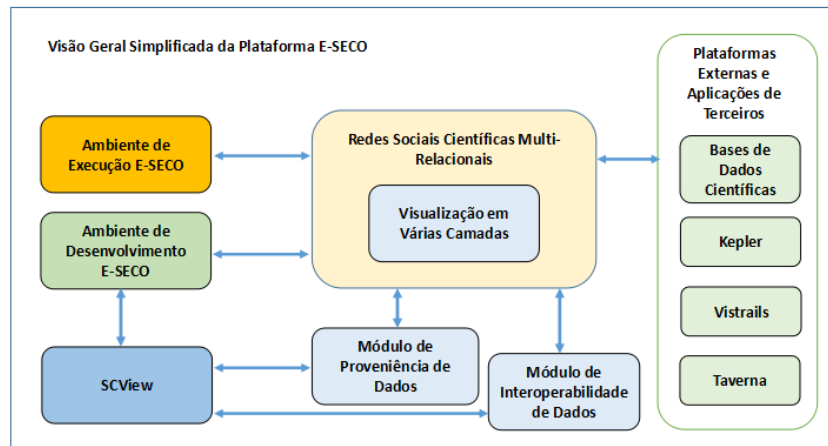 Visão Geral Simplificada da Plataforma E-SECO
Plataformas
Externas e
Aplicações de
Terceiros
Ambiente de
Execução E-SECO
Redes Sociais Científicas Multi-
Relacionais
Bases de
Dados
Científicas
Visualização em
Várias Camadas
Ambiente de
Desenvolvimento
E-SECO
Kepler
Vistrails
SCView
Módulo de
Proveniência de
Dados
Módulo de
Interoperabilidade
de Dados
Taverna